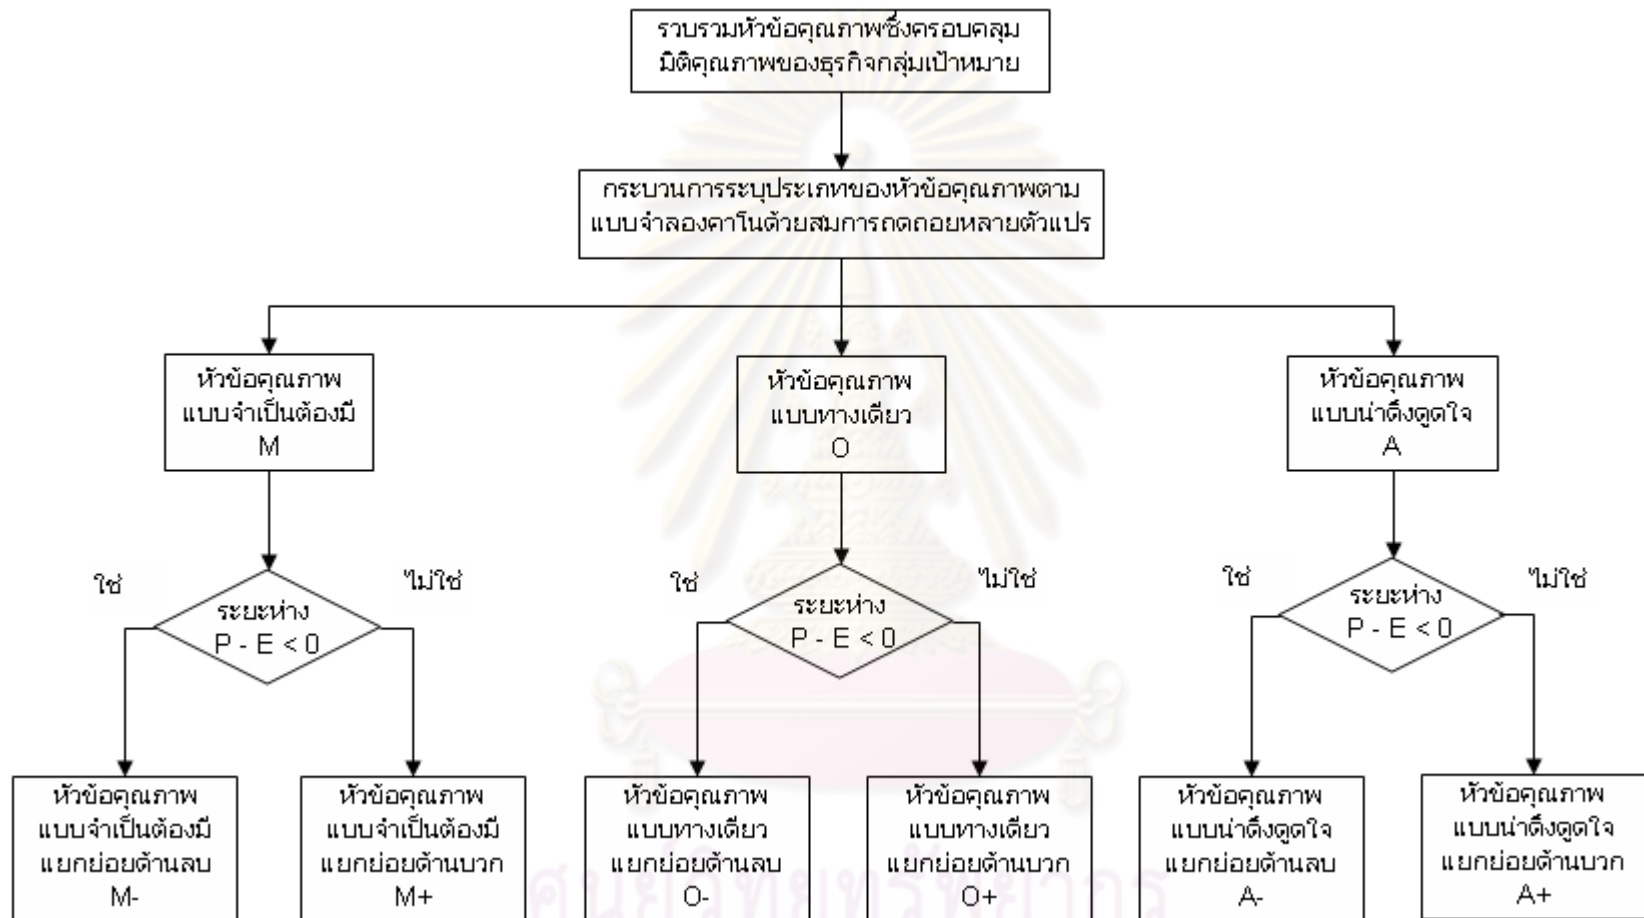 รวบรวมหัวข้อคุณภาพซึ่งครอบคลุม
มิติคุณภาพของธุรกิจกลุ่มเป้าหมาย
กระบวนการระบุประเภทของหัวข้อคุณภาพตาม
แบบจำลองคาโนด้วยสมการถดถอยหลายตัวแปร
หัวข้อคุณภาพ
แบบจำเป็นต้องมี
M
หัวข้อคุณภาพ
แบบทางเดียว
O
หัวข้อคุณภาพ
แบบน่าดึงดูดใจ
A
ใช่
ไม่ใช่
ระยะห่าง
P - E < 0
ใช่
ไม่ใช่
ระยะห่าง
P - E < 0
ใช่
ไม่ใช่
ระยะห่าง
P - E < 0
หัวข้อคุณภาพ
แบบจำเป็นต้องมี
แยกย่อยด้านลบ
M-
หัวข้อคุณภาพ
แบบจำเป็นต้องมี
แยกย่อยด้านบวก
M+
หัวข้อคุณภาพ
แบบทางเดียว
แยกย่อยด้านลบ
O-
หัวข้อคุณภาพ
แบบทางเดียว
แยกย่อยด้านบวก
O+
หัวข้อคุณภาพ
แบบน่าดึงดูดใจ
แยกย่อยด้านลบ
A-
หัวข้อคุณภาพ
แบบน่าดึงดูดใจ
แยกย่อยด้านบวก
A+
ศูนย์วิทยทรัพยากร